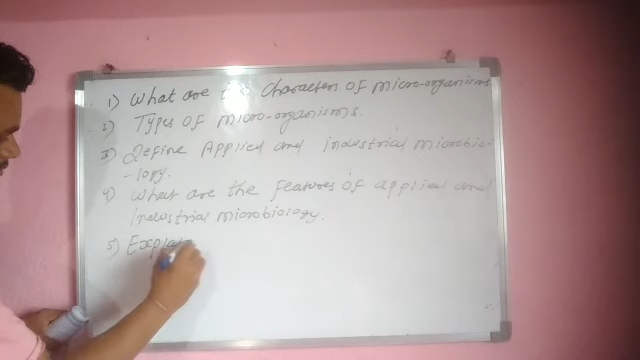 1) What are the Characters of micro-organisms
2) Types of micro-organisms.
3) Define Applied and industrial microbio-
-logy.
4) What are the features of applied and
industrial microbiology.
5) Explai